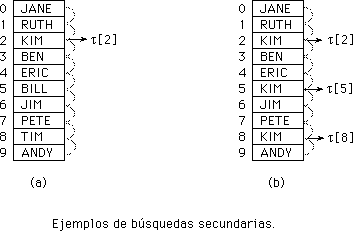 0 JANE
1 RUTH
2 KIM τ[2]
3 BEN
4 ERIC
5 BILL
6 JIM
7 PETE
8 TIM
9 ANDY
(a)
0 JANE
1 RUTH
2 KIM τ[2]
3 BEN
4 ERIC
5 KIM τ[5]
6 JIM
7 PETE
8 KIM τ[8]
9 ANDY
(b)
Ejemplos de búsquedas secundarias.